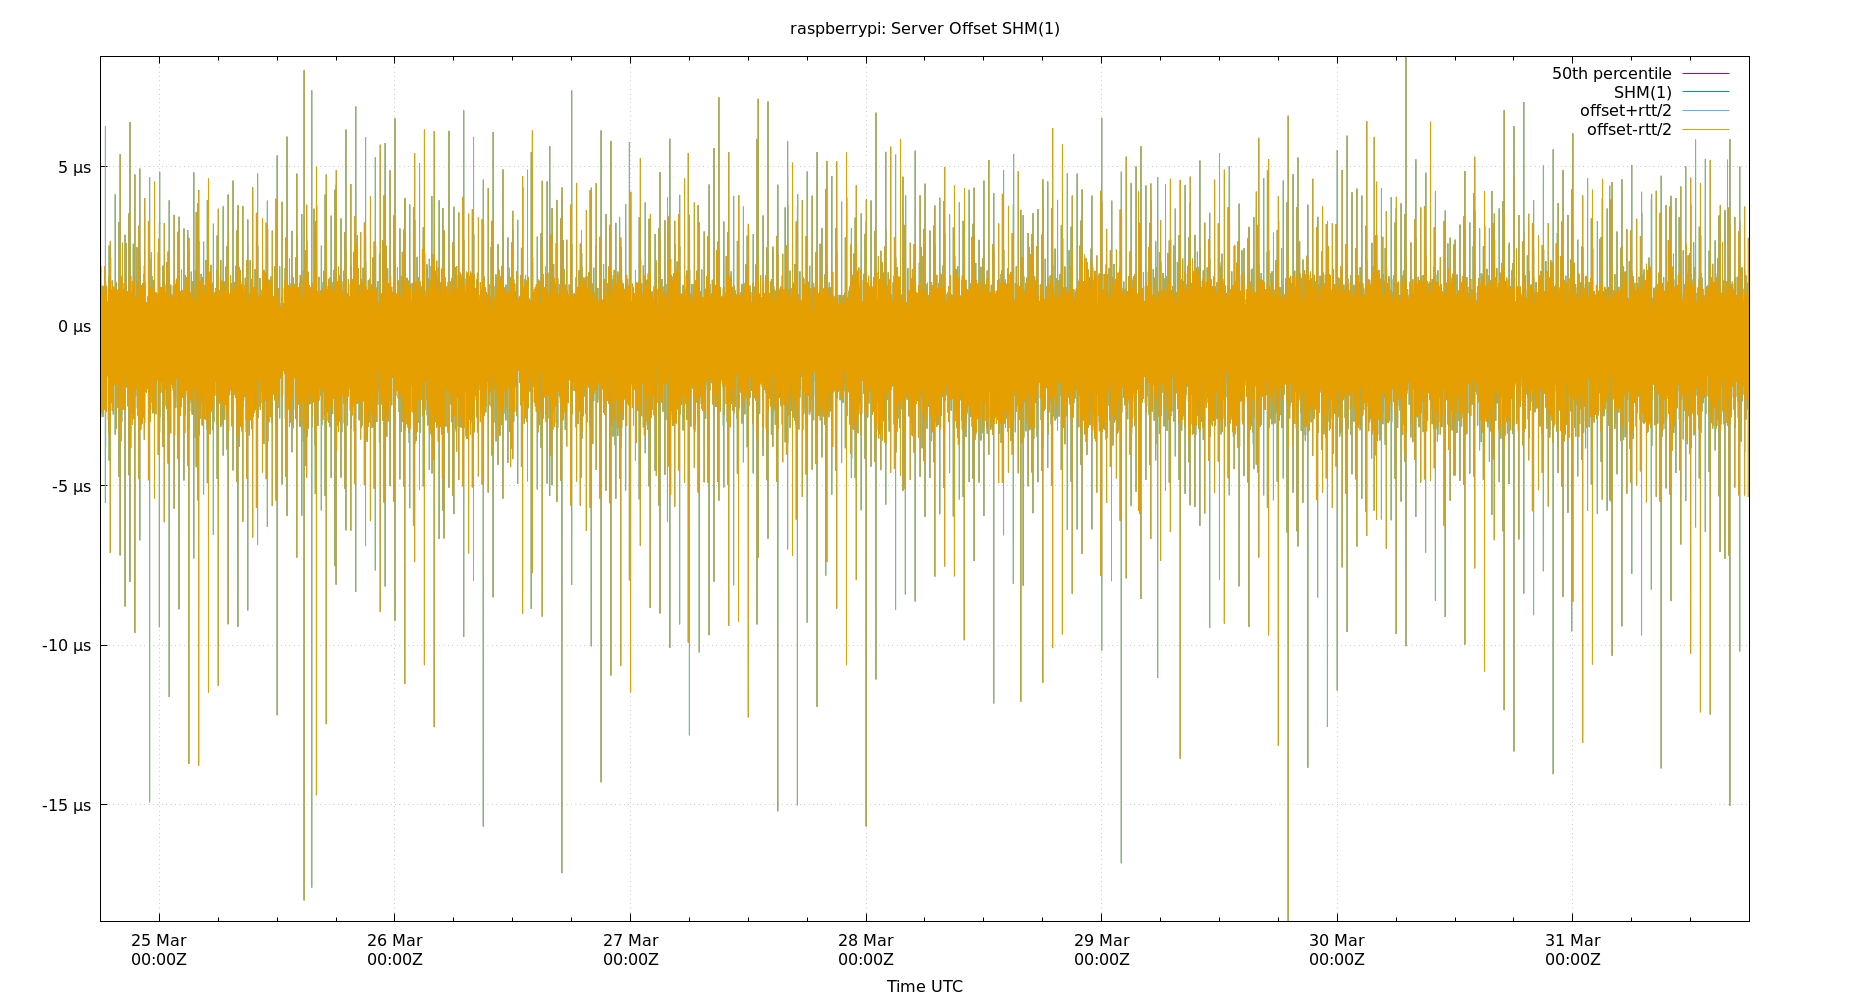 raspberrypi: Server Offset SHM(1)
50th percentile
SHM(1)
offset+rtt/2
offset-rtt/2
5 µs
0 µs
-5 µs
-10 µs
-15 µs
25 Mar
00:00Z
26 Mar
00:00Z
27 Mar
00:00Z
28 Mar
00:00Z
29 Mar
00:00Z
30 Mar
00:00Z
31 Mar
00:00Z
Time UTC